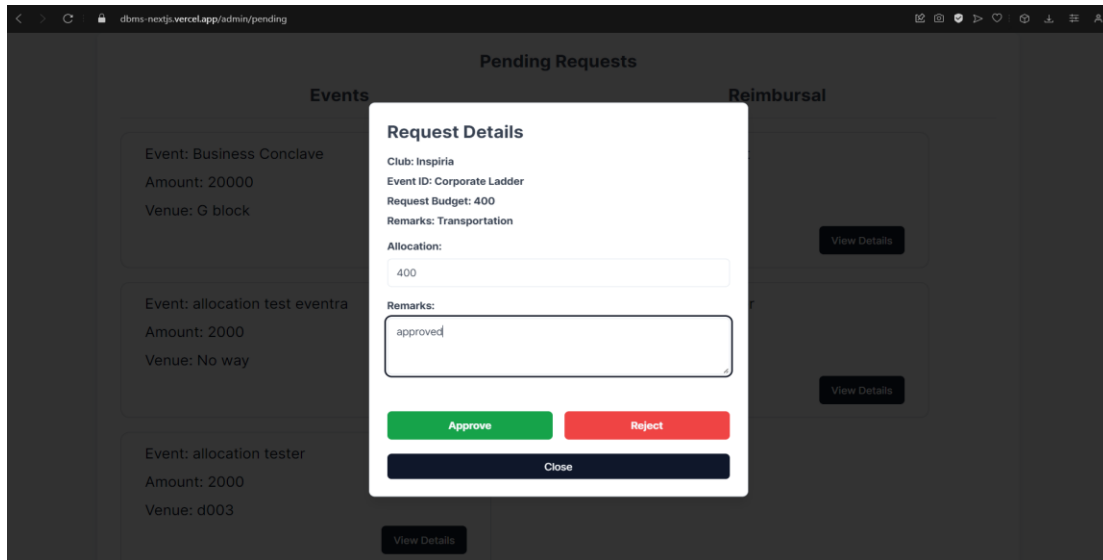 dbms-nextjs.vercel.app/admin/pending
Pending Requests
Events
Reimbursal
Event: Business Conclave
Amount: 20000
Venue: G block
View Details
Event: allocation test eventra
Amount: 2000
Venue: No way
View Details
Event: allocation tester
Amount: 2000
Venue: d003
View Details
Request Details
Club: Inspiria
Event ID: Corporate Ladder
Request Budget: 400
Remarks: Transportation
Allocation:
400
Remarks:
approved
Approve
Reject
Close